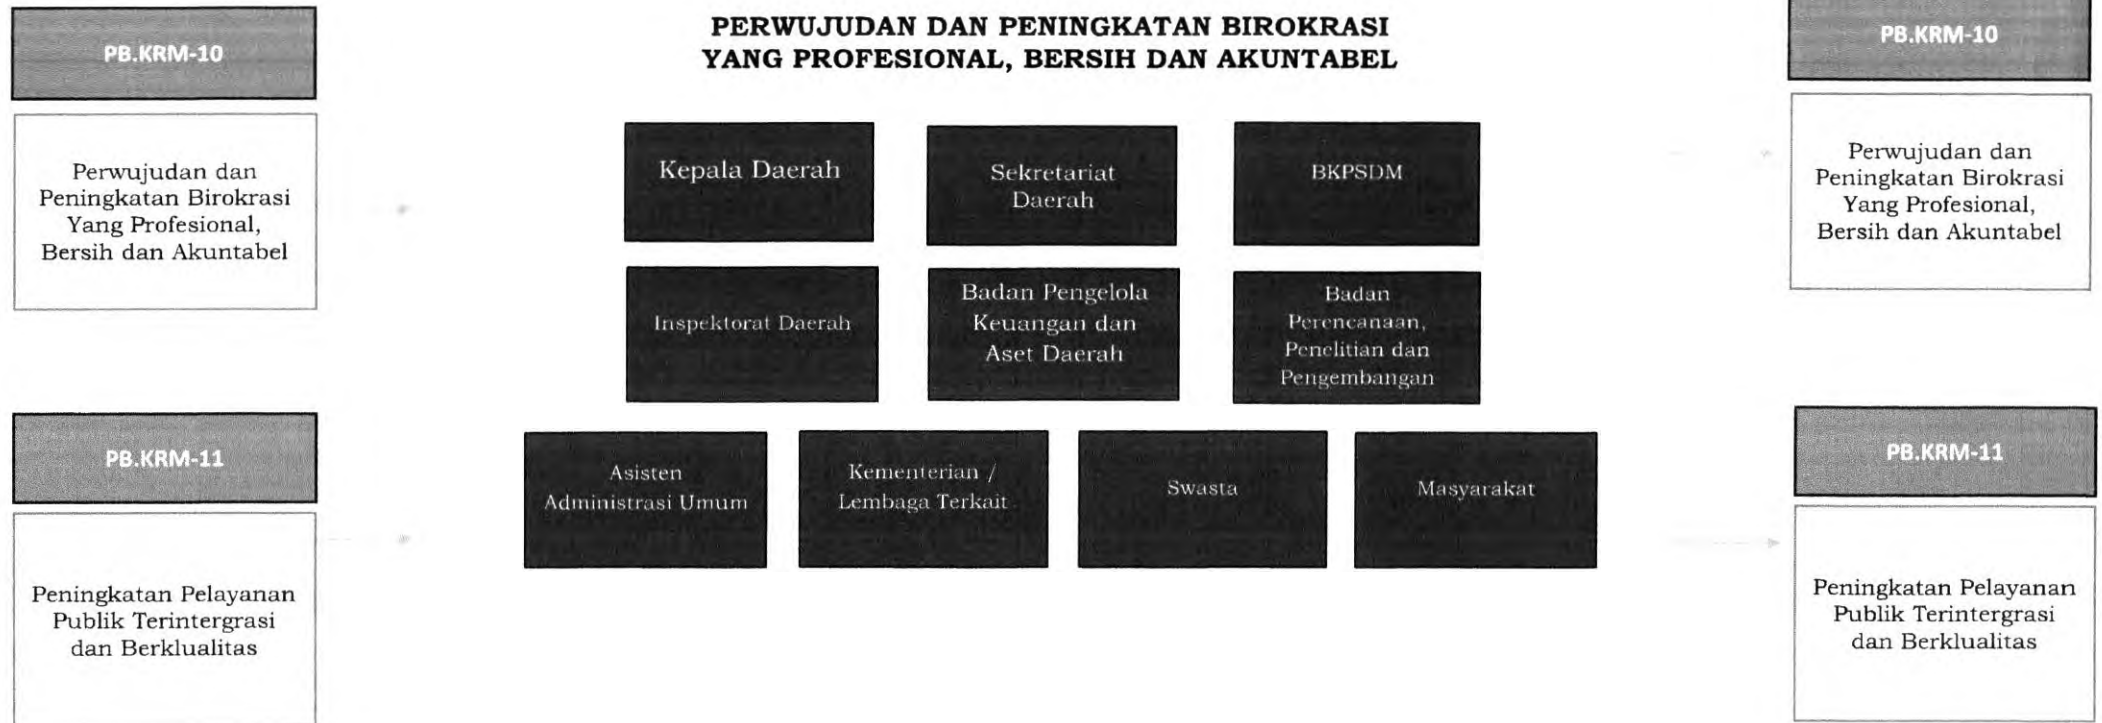 PERWUJUDAN DAN PENINGKATAN BIROKRASI
YANG PROFESIONAL, BERSIH DAN AKUNTABEL
PB.KRM-10
Perwujudan dan
Peningkatan Birokrasi
Yang Profesional,
Bersih dan Akuntabel
PB.KRM-11
Peningkatan Pelayanan
Publik Terintergrasi
dan Berklualitas
Kepala Daerah
Sekretariat
Daerah
BKPSDM
Inspektorat Daerah
Badan Pengelola
Keuangan dan
Aset Daerah
Badan
Perencanaan,
Penelitian dan
Pengembangan
Asisten
Administrasi Umum
Kementerian /
Lembaga Terkait
Swasta
Masyarakat
PB.KRM-10
Perwujudan dan
Peningkatan Birokrasi
Yang Profesional,
Bersih dan Akuntabel
PB.KRM-11
Peningkatan Pelayanan
Publik Terintergrasi
dan Berklualitas